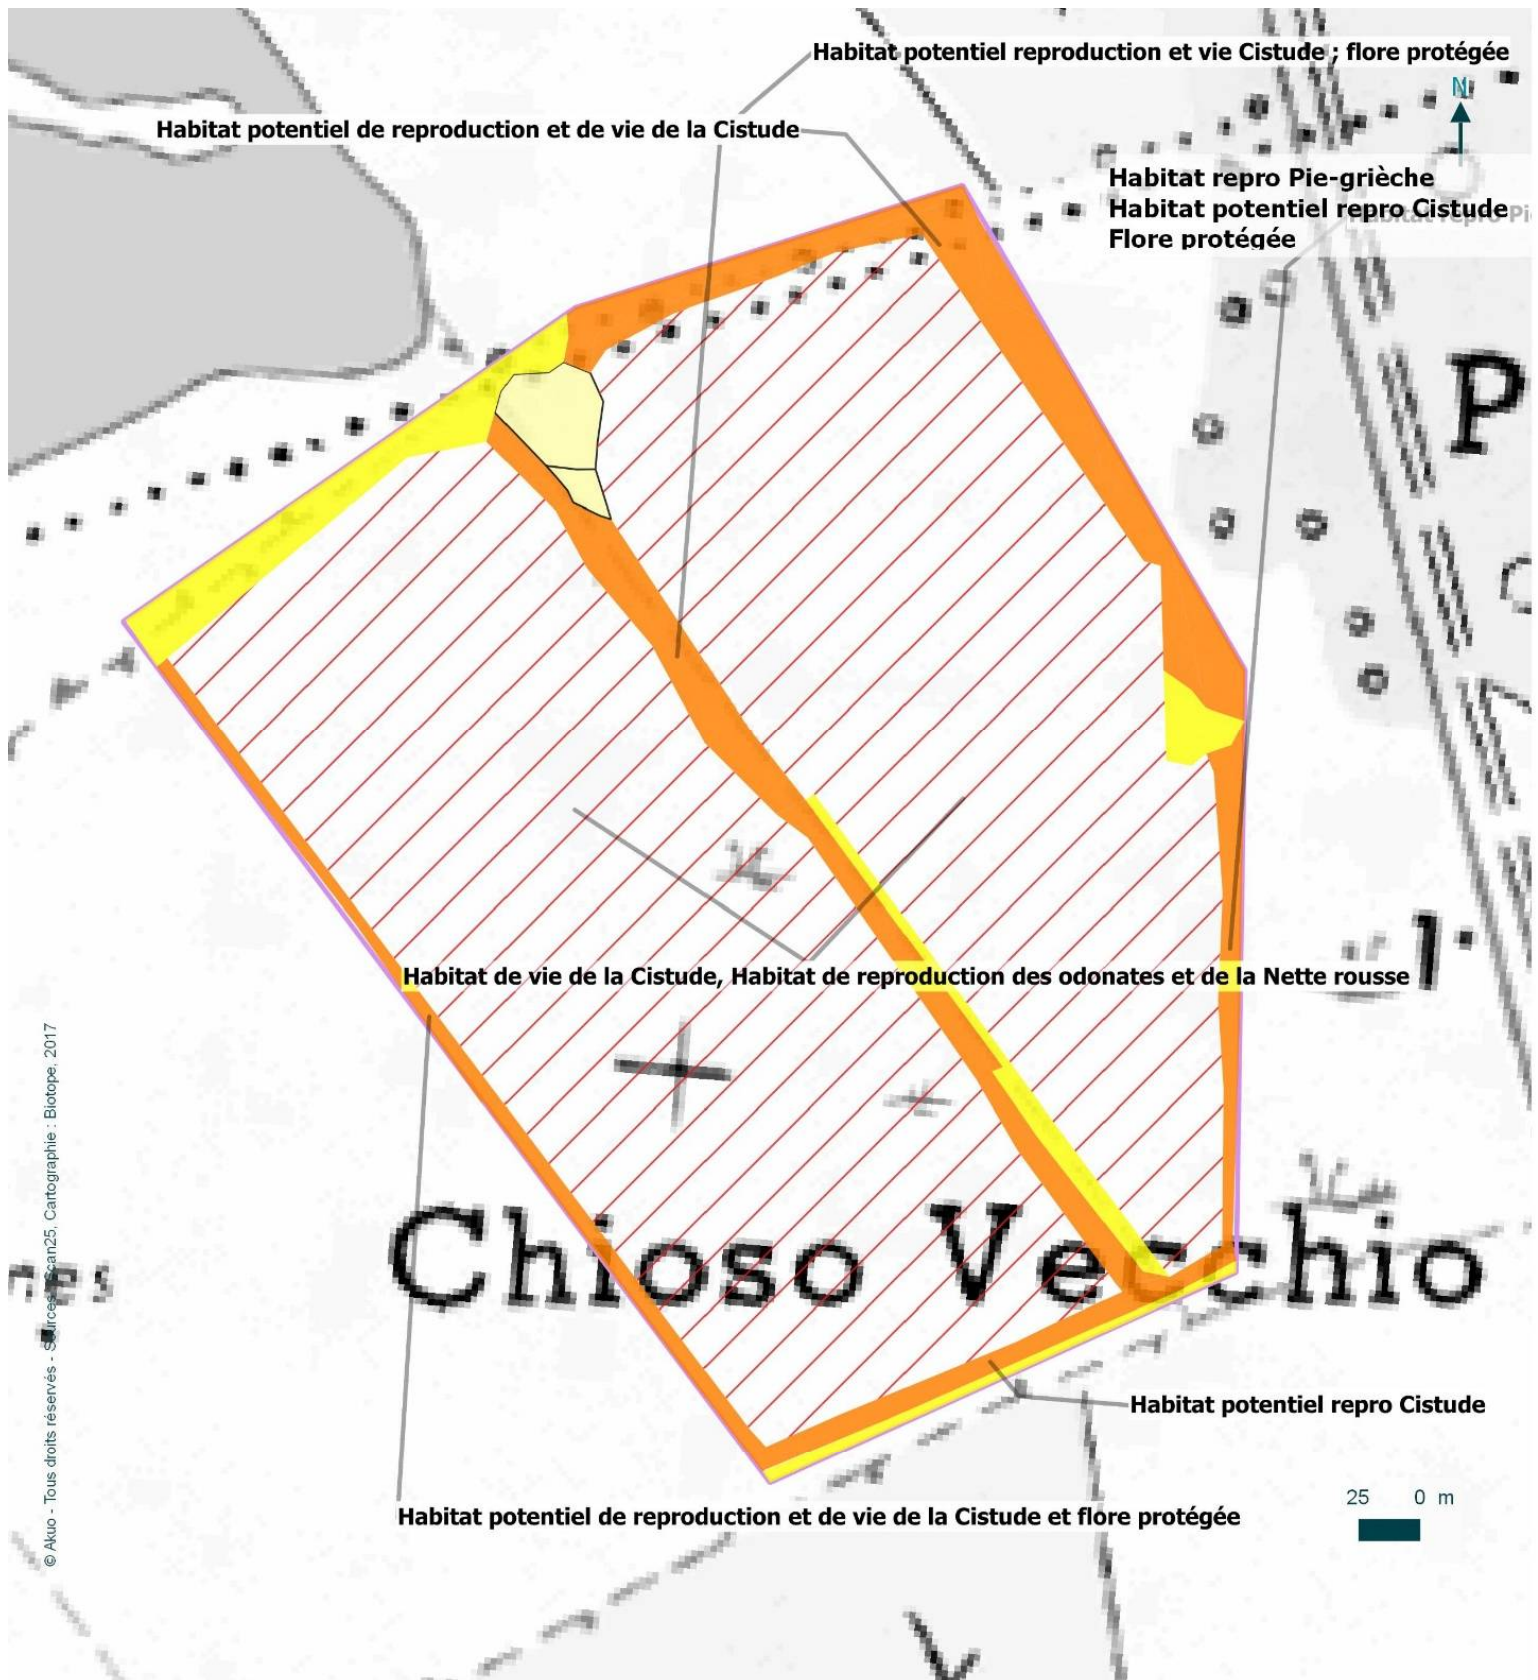 Habitat potentiel reproduction et vie Cistude ; flore protégée
N
Habitat potentiel de reproduction et de vie de la Cistude
Habitat repro Pie-grièche
Habitat potentiel repro Cistude
Flore protégée
P
Habitat de vie de la Cistude, Habitat de reproduction des odonates et de la Nette rousse
Chioso Vecchio
nes
Habitat potentiel repro Cistude
25 0 m
Habitat potentiel de reproduction et de vie de la Cistude et flore protégée
© Akuo - Tous droits réservés - Sources : Scan25, Cartographie : Biotope, 2017